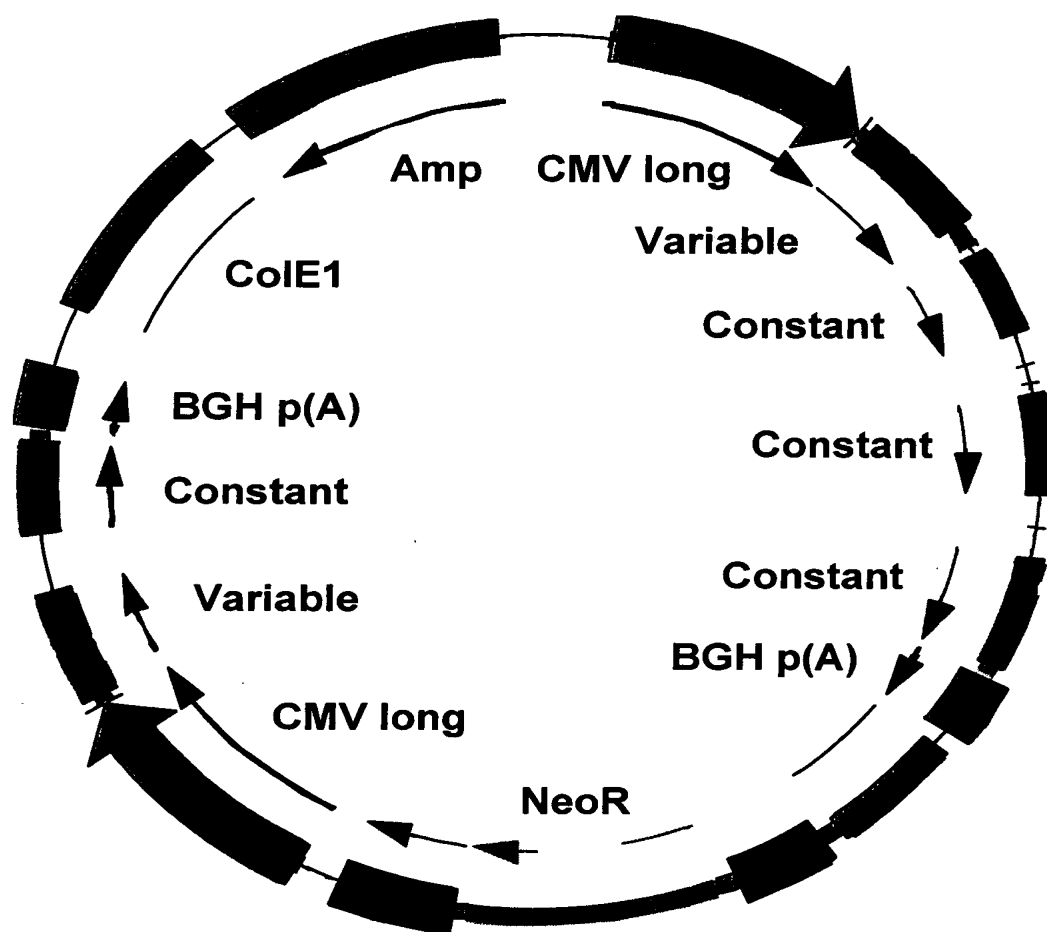 Amp
CMV long
Variable
ColE1
Constant
BGH p(A)
Constant
Constant
Variable
Constant
BGH p(A)
CMV long
NeoR